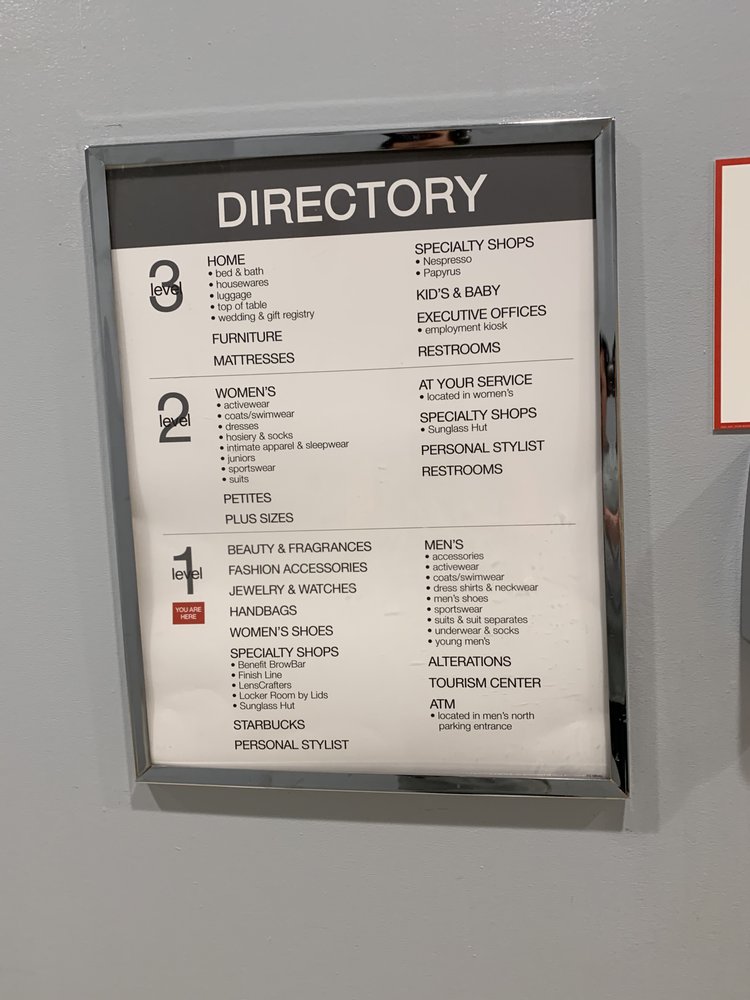 DIRECTORY
3
level
HOME
• bed & bath
• housewares
• luggage
• top of table
• wedding & gift registry
FURNITURE
MATTRESSES
SPECIALTY SHOPS
• Nespresso
• Papyrus
KID'S & BABY
EXECUTIVE OFFICES
• employment kiosk
RESTROOMS
2
level
WOMEN'S
• activewear
• coats/swimwear
• dresses
• hosiery & socks
• intimate apparel & sleepwear
• juniors
• sportswear
• suits
PETITES
PLUS SIZES
AT YOUR SERVICE
• located in women's
SPECIALTY SHOPS
• Sunglass Hut
PERSONAL STYLIST
RESTROOMS
1
level
YOU ARE
HERE
BEAUTY & FRAGRANCES
FASHION ACCESSORIES
JEWELRY & WATCHES
HANDBAGS
WOMEN'S SHOES
SPECIALTY SHOPS
• Benefit BrowBar
• Finish Line
• LensCrafters
• Locker Room by Lids
• Sunglass Hut
STARBUCKS
PERSONAL STYLIST
MEN'S
• accessories
• activewear
• coats/swimwear
• dress shirts & neckwear
• men's shoes
• sportswear
• suits & suit separates
• underwear & socks
• young men's
ALTERATIONS
TOURISM CENTER
ATM
• located in men's north
parking entrance